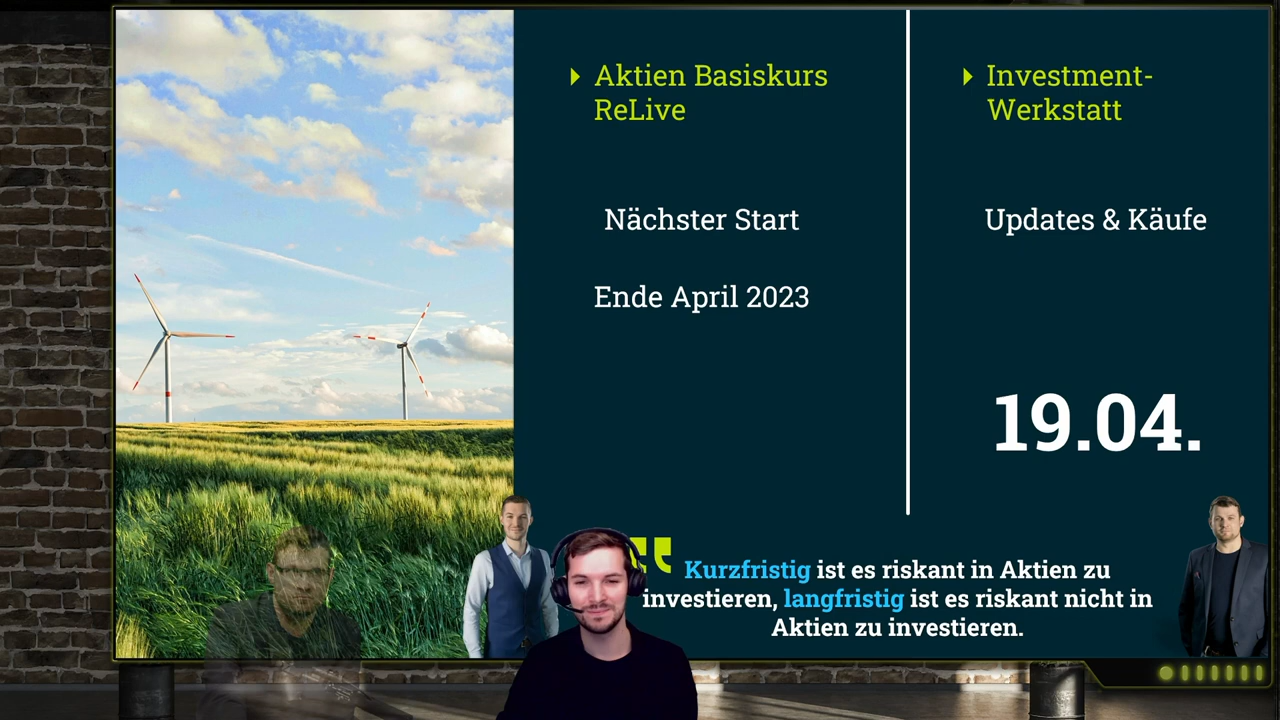 Aktien Basiskurs
ReLive
Nächster Start
Ende April 2023
Investment-
Werkstatt
Updates & Käufe
19.04.
Kurzfristig ist es riskant in Aktien zu
investieren, langfristig ist es riskant nicht in
Aktien zu investieren.